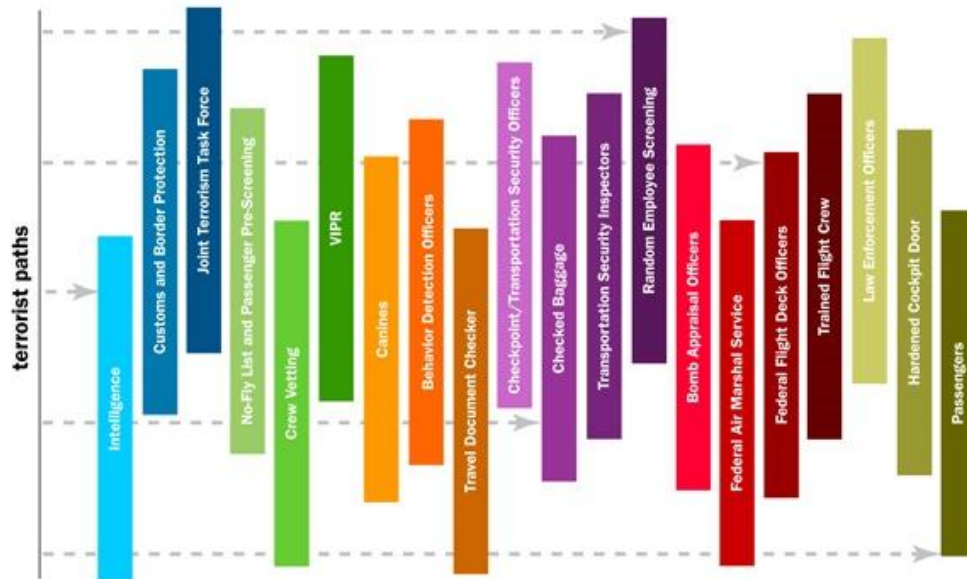 terrorist paths
Intelligence
Customs and Border Protection
Joint Terrorism Task Force
No-Fly List and Passenger Pre-Screening
Crew Vetting
VIPR
Canines
Behavior Detection Officers
Travel Document Checker
Checkpoint/Transportation Security Officers
Checked Baggage
Transportation Security Inspectors
Random Employee Screening
Bomb Appraisal Officers
Federal Air Marshal Service
Federal Flight Deck Officers
Trained Flight Crew
Law Enforcement Officers
Hardened Cockpit Door
Passengers